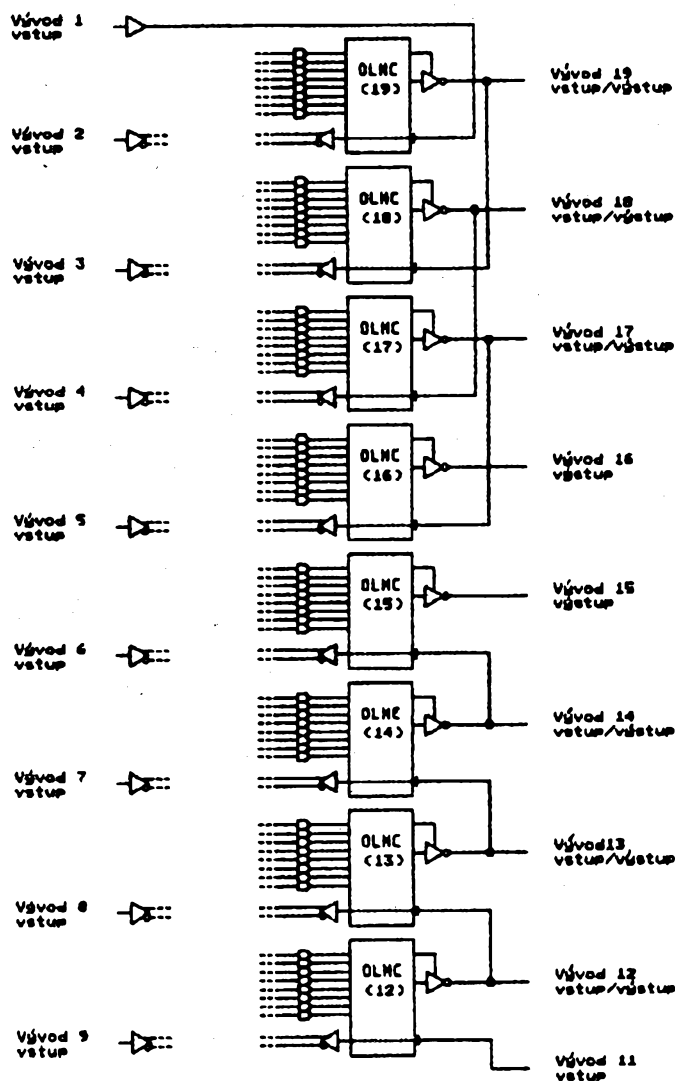 Vývod 1
vstup
OLMC
(19)
Vývod 19
vstup/výstup
Vývod 2
vstup
OLMC
(18)
Vývod 18
vstup/výstup
Vývod 3
vstup
OLMC
(17)
Vývod 17
vstup/výstup
Vývod 4
vstup
OLMC
(16)
Vývod 16
výstup
Vývod 5
vstup
OLMC
(15)
Vývod 15
výstup
Vývod 6
vstup
OLMC
(14)
Vývod 14
vstup/výstup
Vývod 7
vstup
OLMC
(13)
Vývod13
vstup/výstup
Vývod 8
vstup
OLMC
(12)
Vývod 12
vstup/výstup
Vývod 9
vstup
Vývod 11
vstup